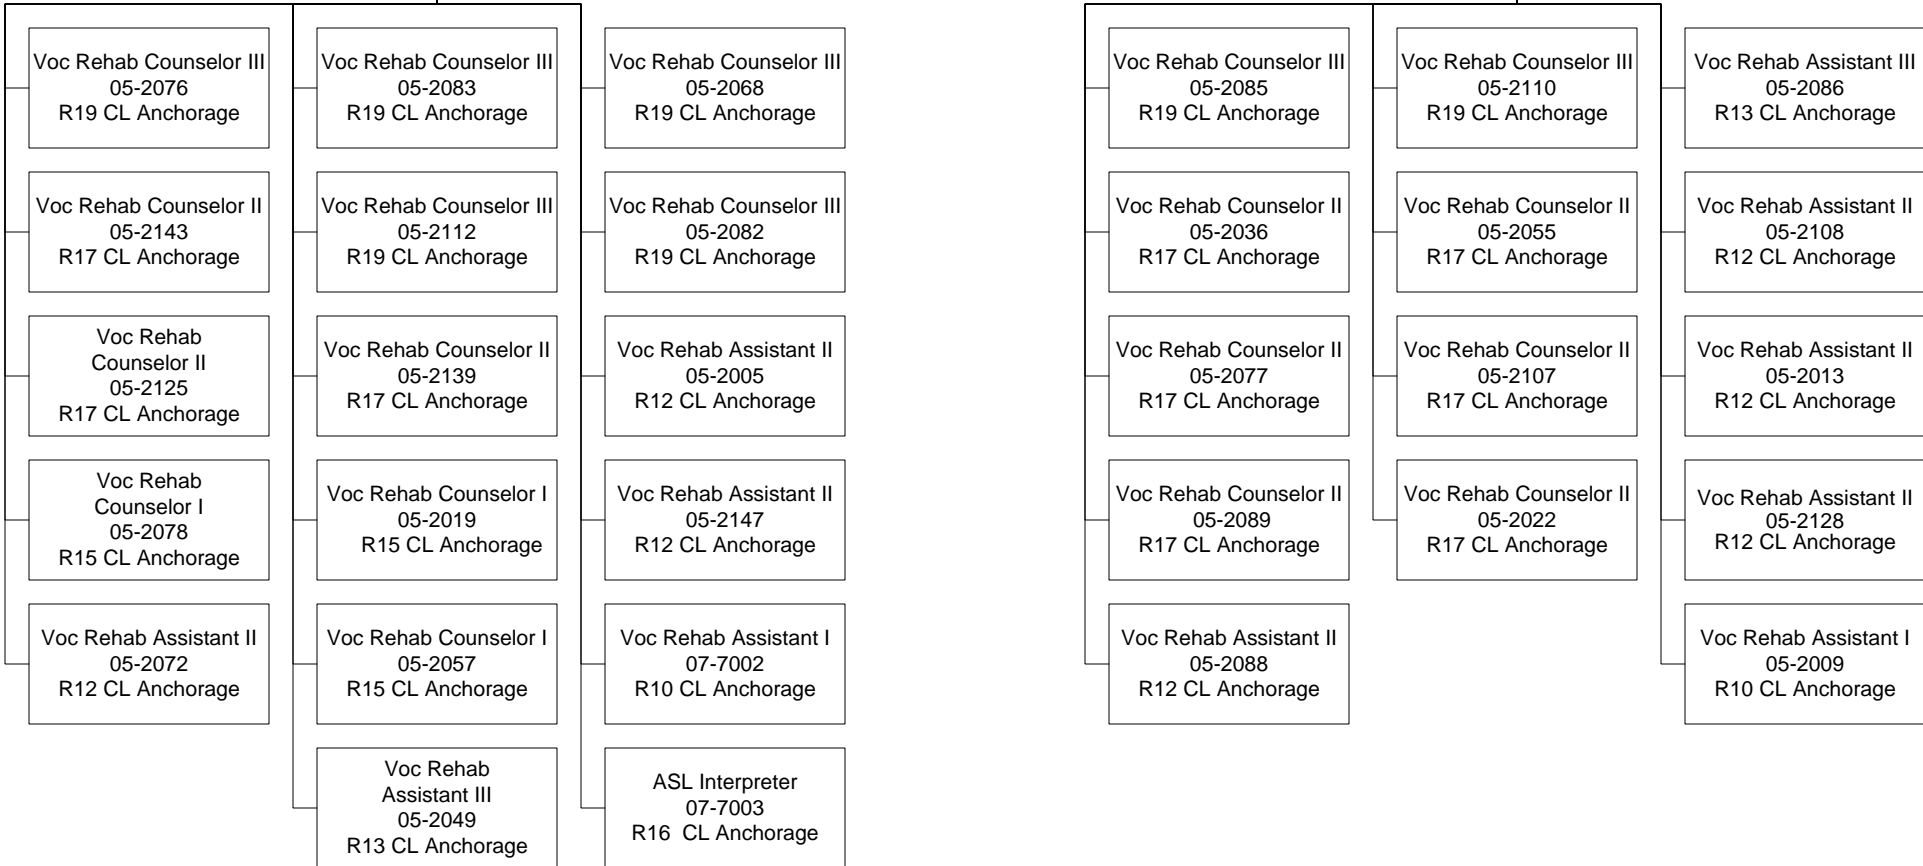 Voc Rehab Counselor III
05-2076
R19 CL Anchorage
Voc Rehab Counselor II
05-2143
R17 CL Anchorage
Voc Rehab
Counselor II
05-2125
R17 CL Anchorage
Voc Rehab
Counselor I
05-2078
R15 CL Anchorage
Voc Rehab Assistant II
05-2072
R12 CL Anchorage
Voc Rehab Counselor III
05-2083
R19 CL Anchorage
Voc Rehab Counselor III
05-2112
R19 CL Anchorage
Voc Rehab Counselor II
05-2139
R17 CL Anchorage
Voc Rehab Counselor I
05-2019
R15 CL Anchorage
Voc Rehab Counselor I
05-2057
R15 CL Anchorage
Voc Rehab
Assistant III
05-2049
R13 CL Anchorage
Voc Rehab Counselor III
05-2068
R19 CL Anchorage
Voc Rehab Counselor III
05-2082
R19 CL Anchorage
Voc Rehab Assistant II
05-2005
R12 CL Anchorage
Voc Rehab Assistant II
05-2147
R12 CL Anchorage
Voc Rehab Assistant I
07-7002
R10 CL Anchorage
ASL Interpreter
07-7003
R16  CL Anchorage
Voc Rehab Counselor III
05-2085
R19 CL Anchorage
Voc Rehab Counselor II
05-2036
R17 CL Anchorage
Voc Rehab Counselor II
05-2077
R17 CL Anchorage
Voc Rehab Counselor II
05-2089
R17 CL Anchorage
Voc Rehab Assistant II
05-2088
R12 CL Anchorage
Voc Rehab Counselor III
05-2110
R19 CL Anchorage
Voc Rehab Counselor II
05-2055
R17 CL Anchorage
Voc Rehab Counselor II
05-2107
R17 CL Anchorage
Voc Rehab Counselor II
05-2022
R17 CL Anchorage
Voc Rehab Assistant III
05-2086
R13 CL Anchorage
Voc Rehab Assistant II
05-2108
R12 CL Anchorage
Voc Rehab Assistant II
05-2013
R12 CL Anchorage
Voc Rehab Assistant II
05-2128
R12 CL Anchorage
Voc Rehab Assistant I
05-2009
R10 CL Anchorage